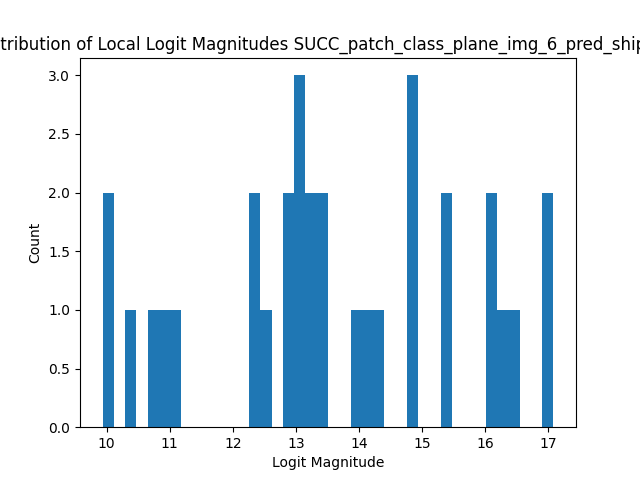 tribution of Local Logit Magnitudes SUCC_patch_class_plane_img_6_pred_ship
3.0
2.5
2.0
1.5
1.0
0.5
0.0
Count
10 11 12 13 14 15 16 17
Logit Magnitude